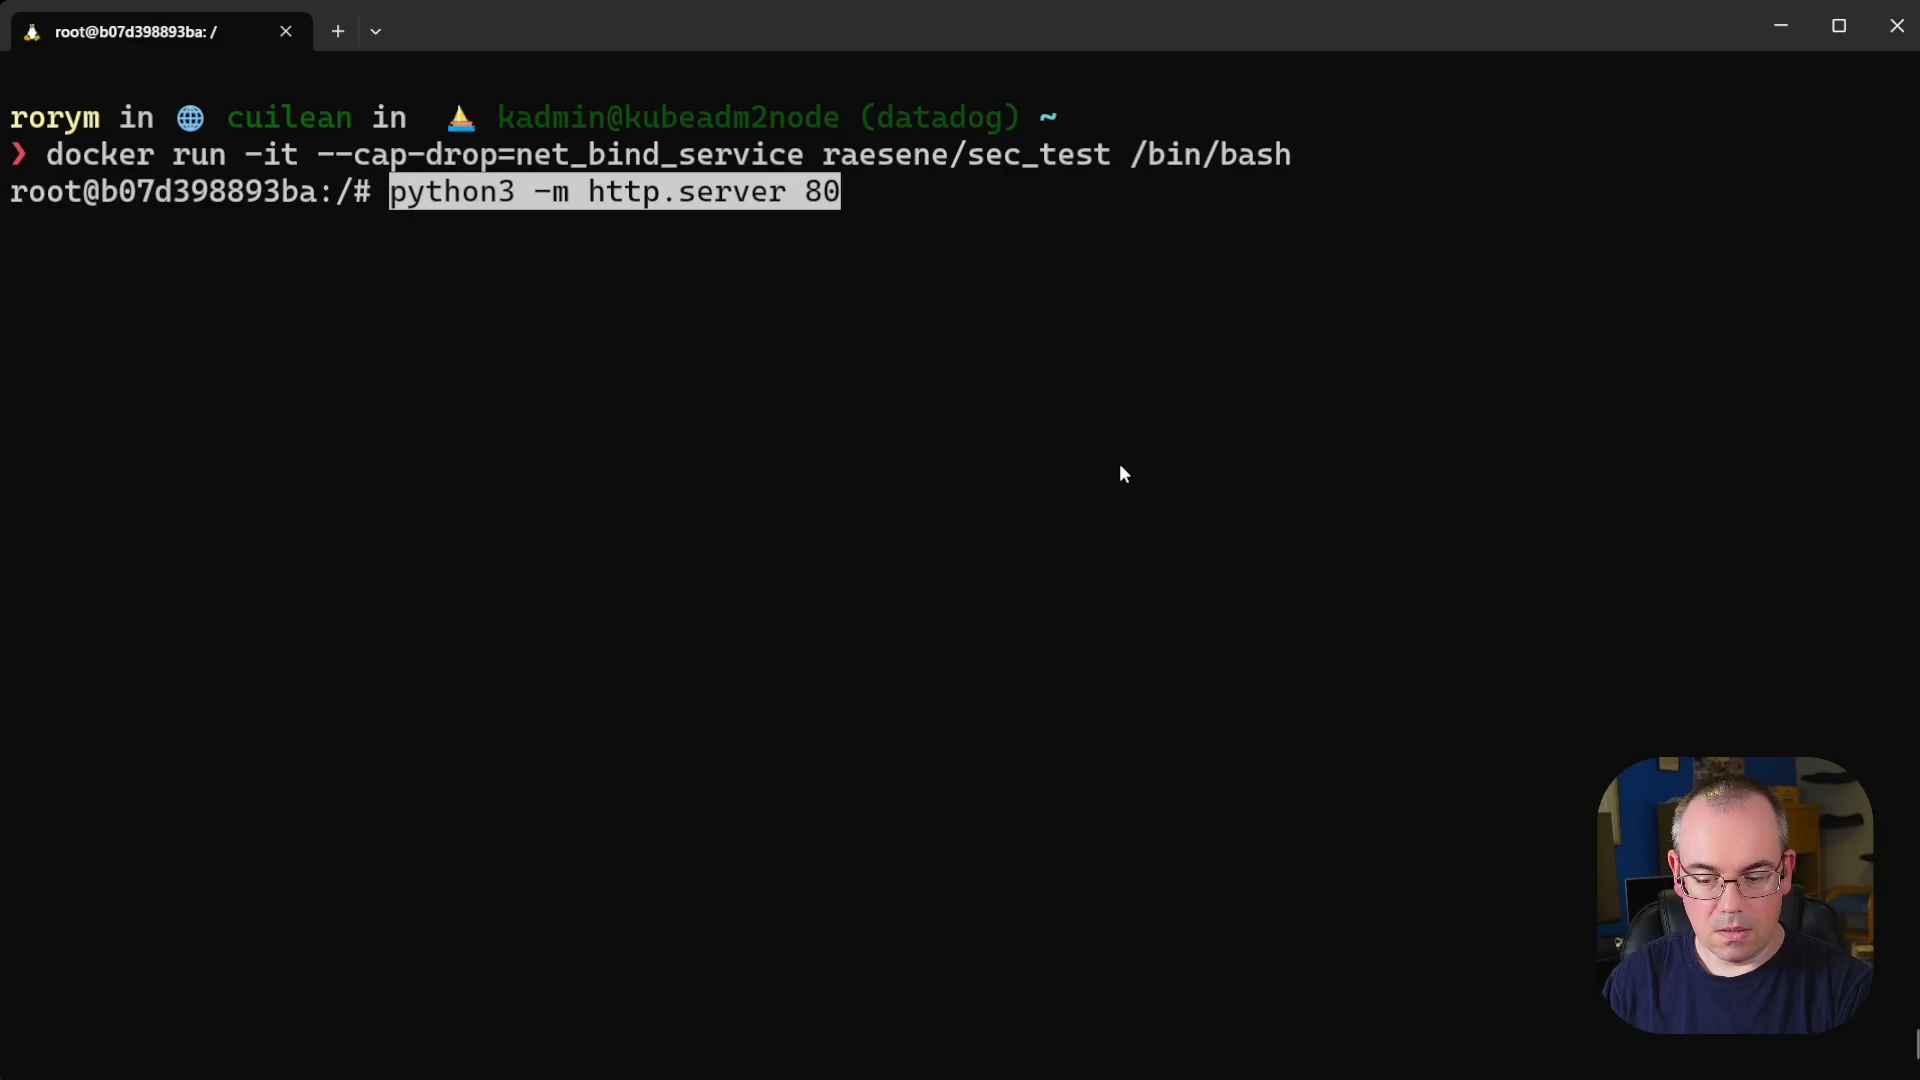 root@b07d398893ba: /
rorym in cuilean in kadmin@kubeadm2node (datadog) ~
❯ docker run -it --cap-drop=net_bind_service raesene/sec_test /bin/bash
root@b07d398893ba:/# python3 -m http.server 80